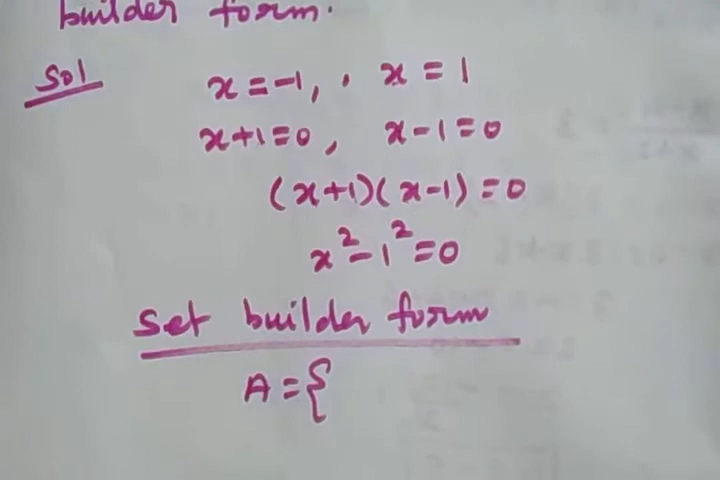 builder form.
Sol x = -1, . x = 1
x+1=0, x-1=0
(x+1)(x-1)=0
x²-1²=0
Set builder form
A={